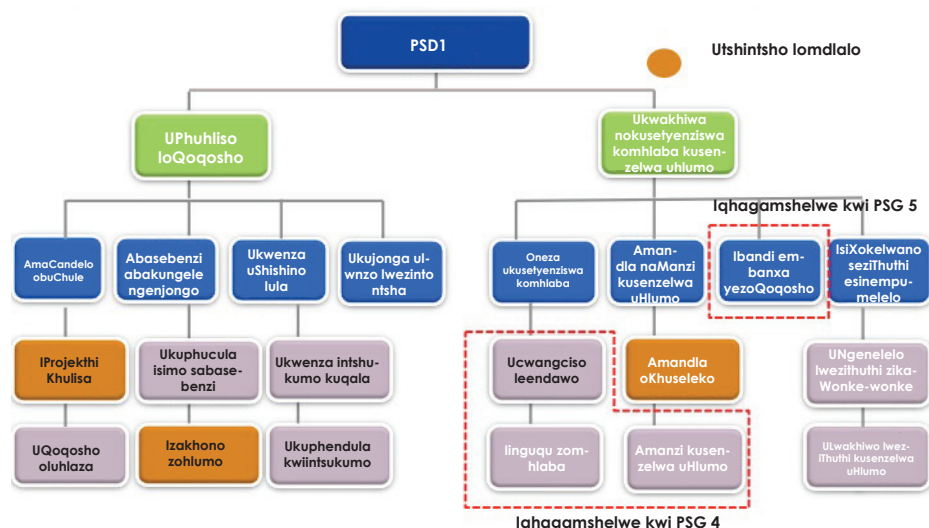 PSD1
Utshintsho lomdlalo
UPhuhliso
loQoqosho
Ukwakhiwa
nokusetyenziswa
komhlaba kusen-
zelwa uhlumo
Iqhagamshelwe kwi PSG 5
AmaCandelo
obuChule
Abasebenzi
abakungele
ngenjongo
Ukwenza
uShishino
lula
Ukujonga ul-
wnzo lwezinto
ntsha
Oneza
ukusetyenziswa
komhlaba
Aman-
dla naManzi
kusenzelwa
uHlumo
Ibandi em-
banxa
yezoQoqosho
IsiXokelwano
seziThuthi
esinempu-
melelo
IProjekthi
Khulisa
Ukuphucula
isimo sabase-
benzi
Ukwenza intshu-
kumo kuqala
Ucwangciso
leendawo
Amandla
oKhuseleko
UNgenelelo
lwezithuthi zika-
Wonke-wonke
UQoqosho
oluhlaza
Izakhono
zohlumo
Ukuphendula
kwiintsukumo
Iinguqu zom-
hlaba
Amanzi kusen-
zelwa uHlumo
ULwakhiwo lwez-
iThuthi kusenzelwa
uHlumo
Iqhagamshelwe kwi PSG 4